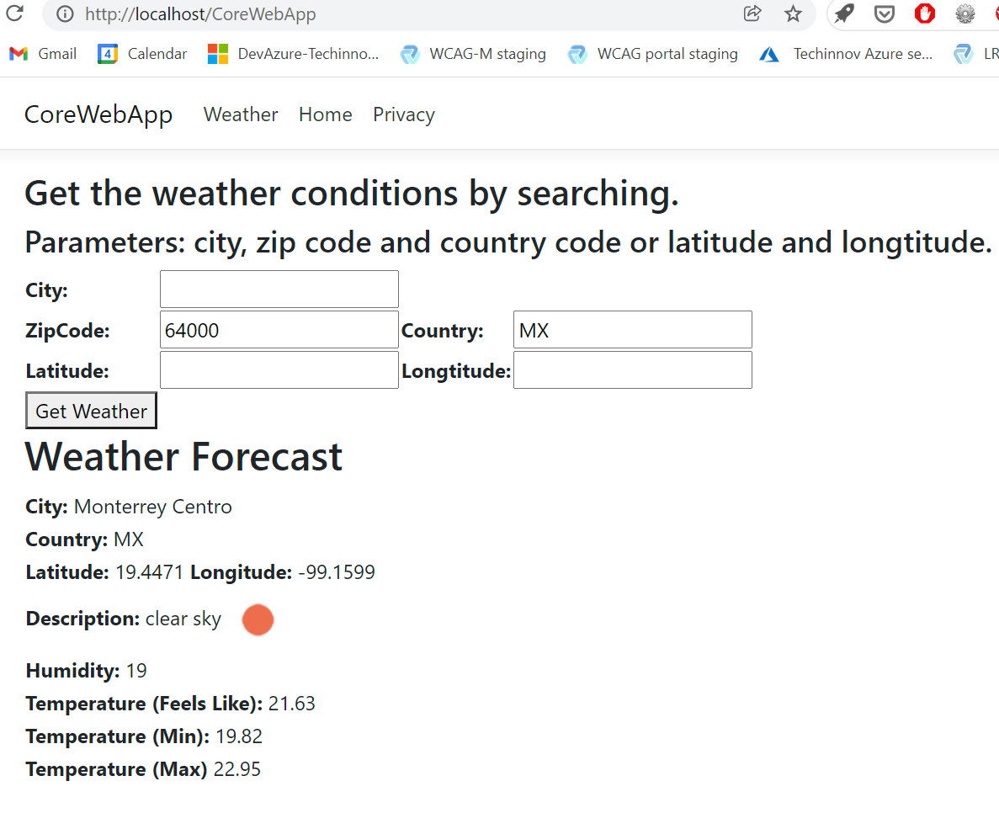 http://localhost/CoreWebApp
Gmail 4 Calendar DevAzure-Techinno... WCAG-M staging WCAG portal staging Techinnov Azure se... LR
CoreWebApp Weather Home Privacy
Get the weather conditions by searching.
Parameters: city, zip code and country code or latitude and longtitude.
City:
ZipCode: 64000 Country: MX
Latitude: Longtitude:
Get Weather
Weather Forecast
City: Monterrey Centro
Country: MX
Latitude: 19.4471 Longitude: -99.1599
Description: clear sky
Humidity: 19
Temperature (Feels Like): 21.63
Temperature (Min): 19.82
Temperature (Max) 22.95